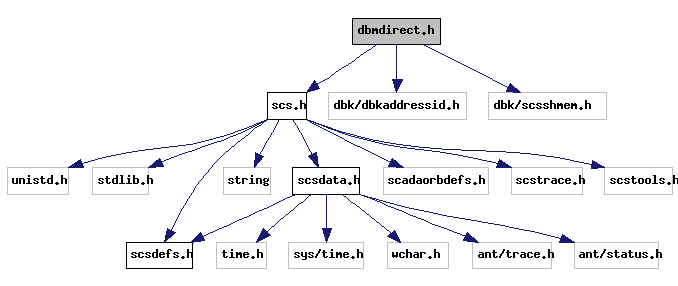 dbmdirect.h
scs.h
dbk/dbkaddressid.h
dbk/scsshmem.h
unistd.h
stdlib.h
string
scsdata.h
scadaorbdefs.h
scstrace.h
scstools.h
scsdefs.h
time.h
sys/time.h
wchar.h
ant/trace.h
ant/status.h